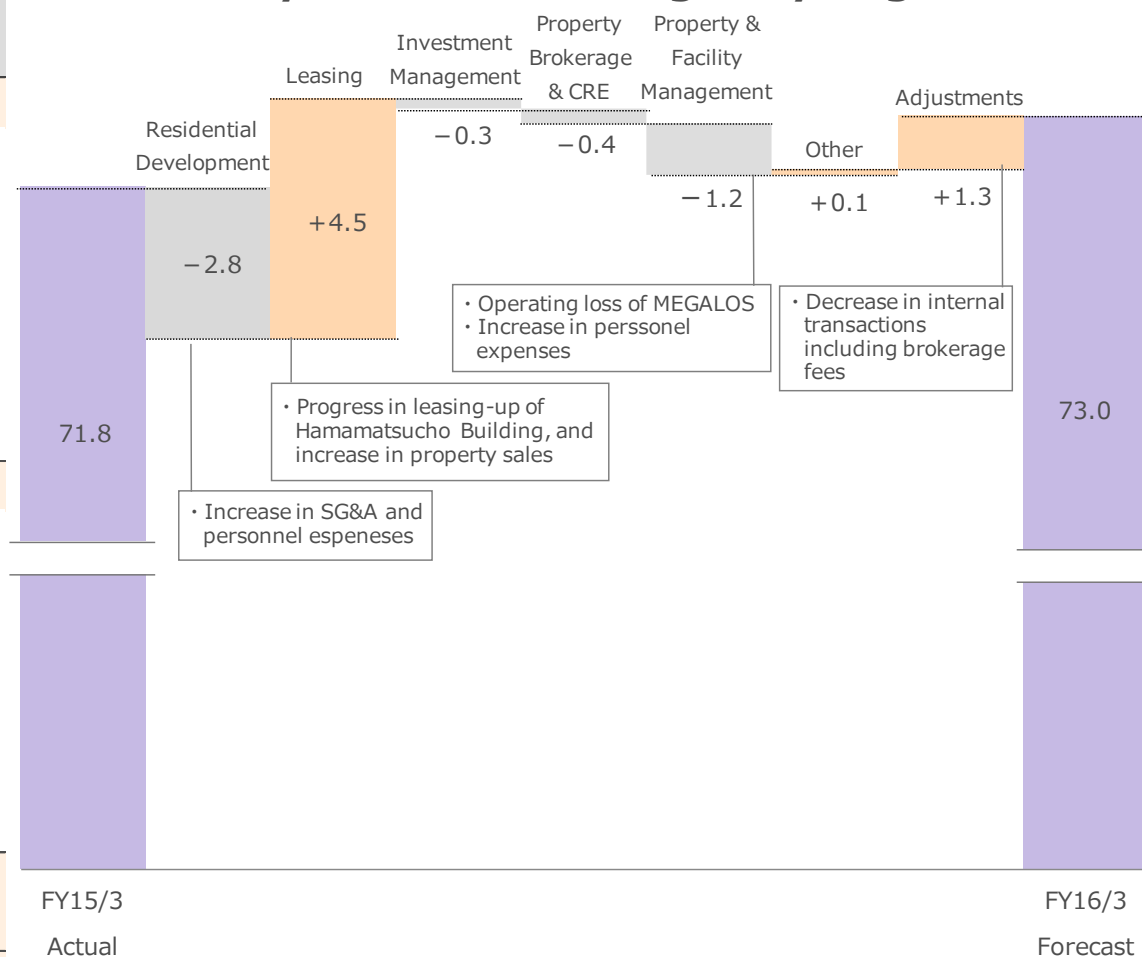 Property
Brokerage
& CRE
Property &
Facility
Management
Investment
Management
Leasing
Adjustments
Residential
Development
Other
−0.3
−0.4
−1.2
+0.1
+1.3
+4.5
−2.8
71.8
73.0
・Operating loss of MEGALOS
・Increase in perssonel
expenses
・Decrease in internal
transactions
including brokerage
fees
・Progress in leasing-up of
Hamamatsucho Building, and
increase in property sales
・Increase in SG&A and
personnel espeneses
FY15/3
Actual
FY16/3
Forecast